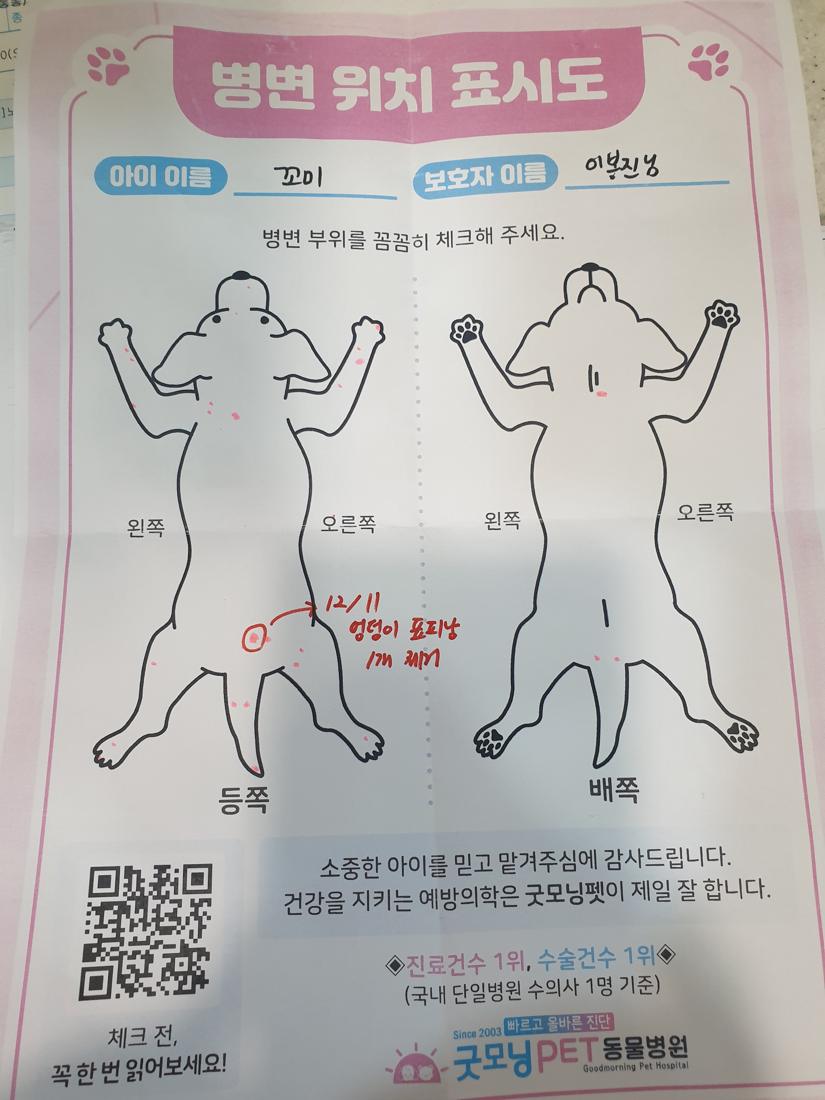 병변 위치 표시도
아이 이름 꼬미 보호자 이름 이봉진님
병변 부위를 꼼꼼히 체크해 주세요.
왼쪽 오른쪽 왼쪽 오른쪽
12/11
엉덩이 표피낭
1개 제거
등쪽 배쪽
소중한 아이를 믿고 맡겨주심에 감사드립니다.
건강을 지키는 예방의학은 굿모닝펫이 제일 잘 합니다.
◈진료건수 1위, 수술건수 1위◈
(국내 단일병원 수의사 1명 기준)
체크 전,
꼭 한 번 읽어보세요!
Since 2003 빠르고 올바른 진단
굿모닝PET동물병원
Goodmorning Pet Hospital